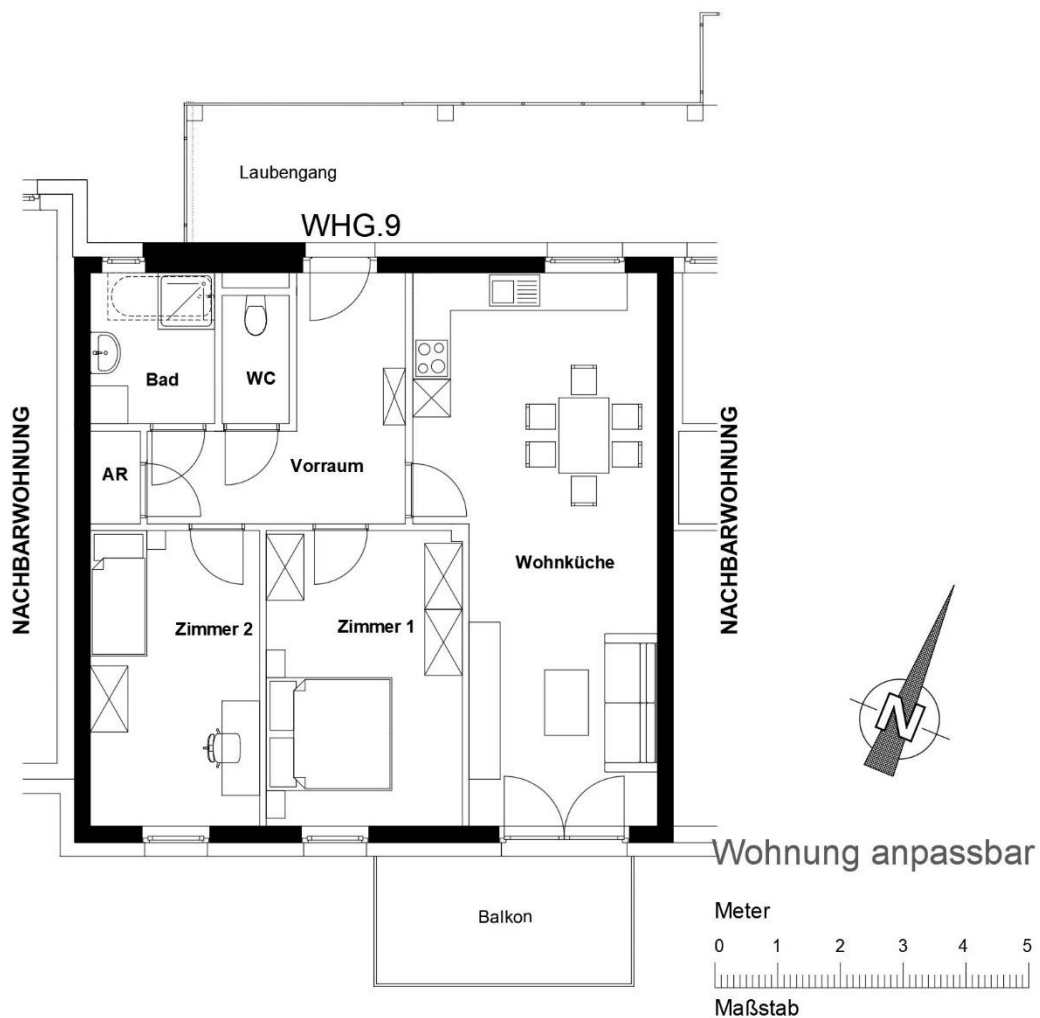 Laubengang
WHG.9
Bad
WC
AR
Vorraum
NACHBARWOHNUNG
NACHBARWOHNUNG
Wohnküche
Zimmer 2
Zimmer 1
N
Wohnung anpassbar
Balkon
Meter
0 1 2 3 4 5
Maßstab